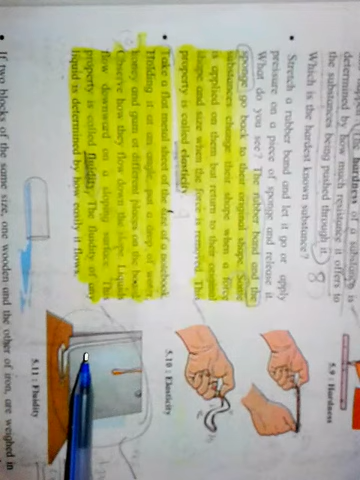 determined by how much resistance it offers to
the substances being pushed through it.
Which is the hardest known substance?
8
• Stretch a rubber band and let it go or apply
pressure on a piece of sponge and release it.
What do you see? The rubber band and the
sponge go back to their original shape. Some
substances change their shape when a force
is applied on them but return to their original
shape and size when the force is removed. This
property is called elasticity.
• Take a flat metal sheet of the size of a notebook.
Holding it at an angle, put a drop of water,
honey and gum at different places on the board.
Observe how they flow down the slope. Liquids
flow downward on a sloping surface. This
property is called fluidity. The fluidity of any
liquid is determined by how easily it flows.
• If two blocks of the same size, one wooden and the other of iron, are weighed in
5.9 : Hardness
5.10 : Elasticity
5.11 : Fluidity